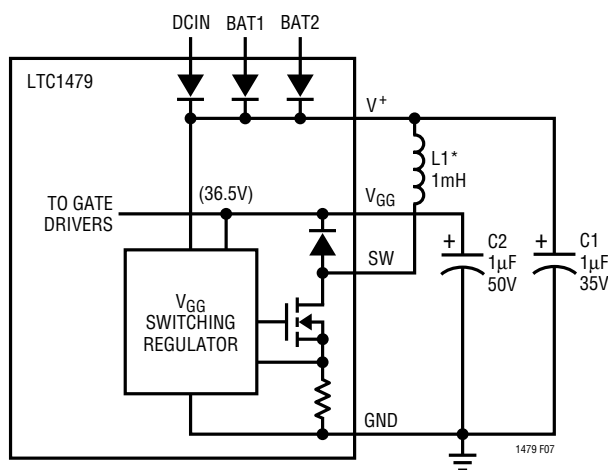 DCIN BAT1 BAT2
LTC1479
V+
L1*
1mH
(36.5V)
VGG
TO GATE
DRIVERS
SW
+
C2
1µF
50V
+
C1
1µF
35V
VGG
SWITCHING
REGULATOR
GND
1479 F07